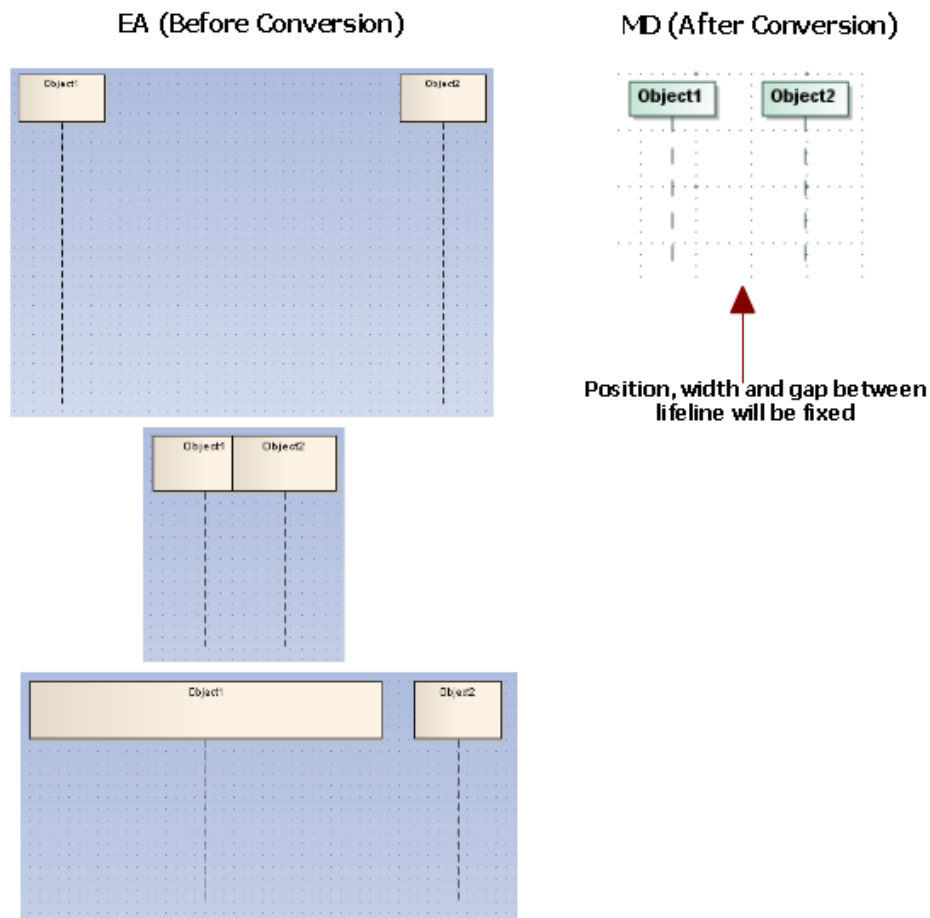 EA (Before Conversion)
MD (After Conversion)
Object1
Object2
Object1
Object2
Position, width and gap between
lifeline will be fixed
Object1
Object2
Object1
Object2